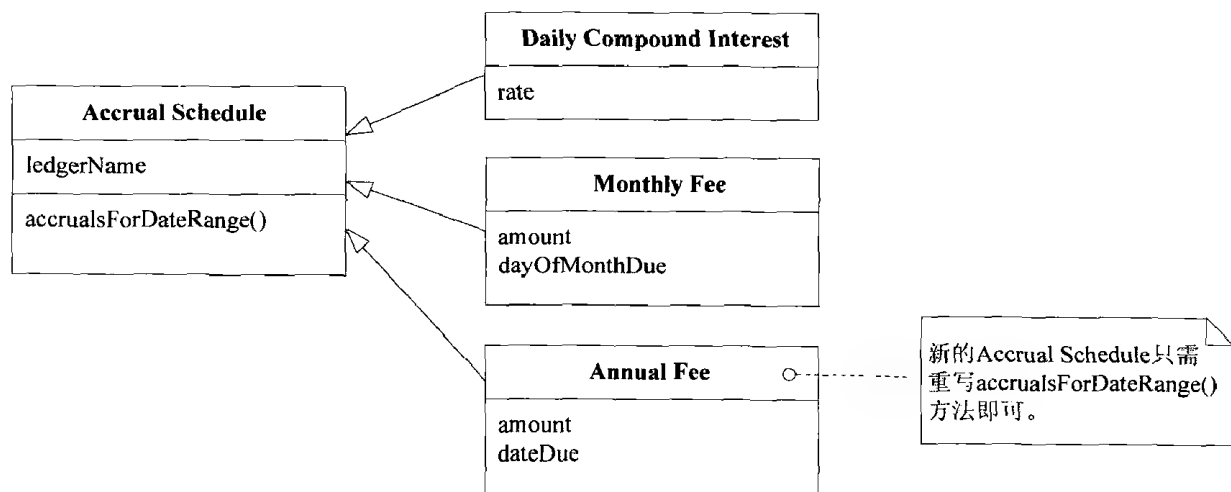 Accrual Schedule
ledgerName
accrualsForDateRange()
Daily Compound Interest
rate
Monthly Fee
amount
dayOfMonthDue
Annual Fee
amount
dateDue
新的Accrual Schedule只需
重写accrualsForDateRange()
方法即可。